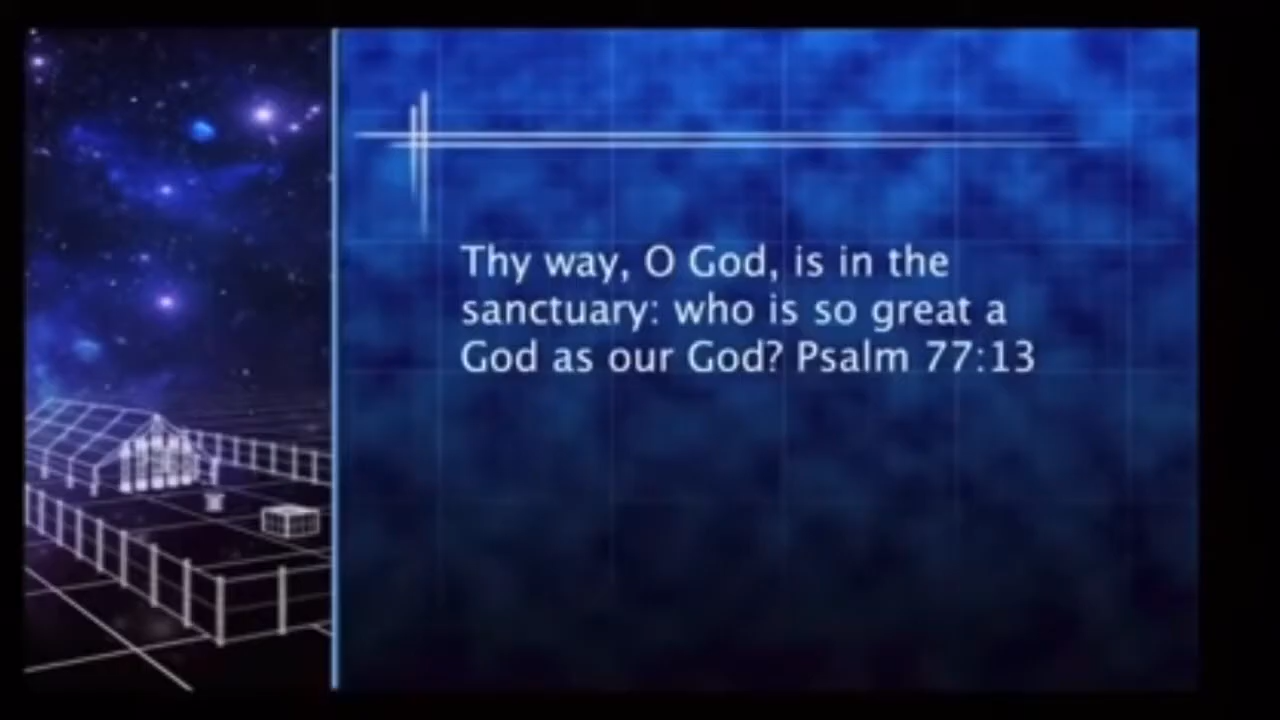 Thy way, O God, is in the
sanctuary: who is so great a
God as our God? Psalm 77:13